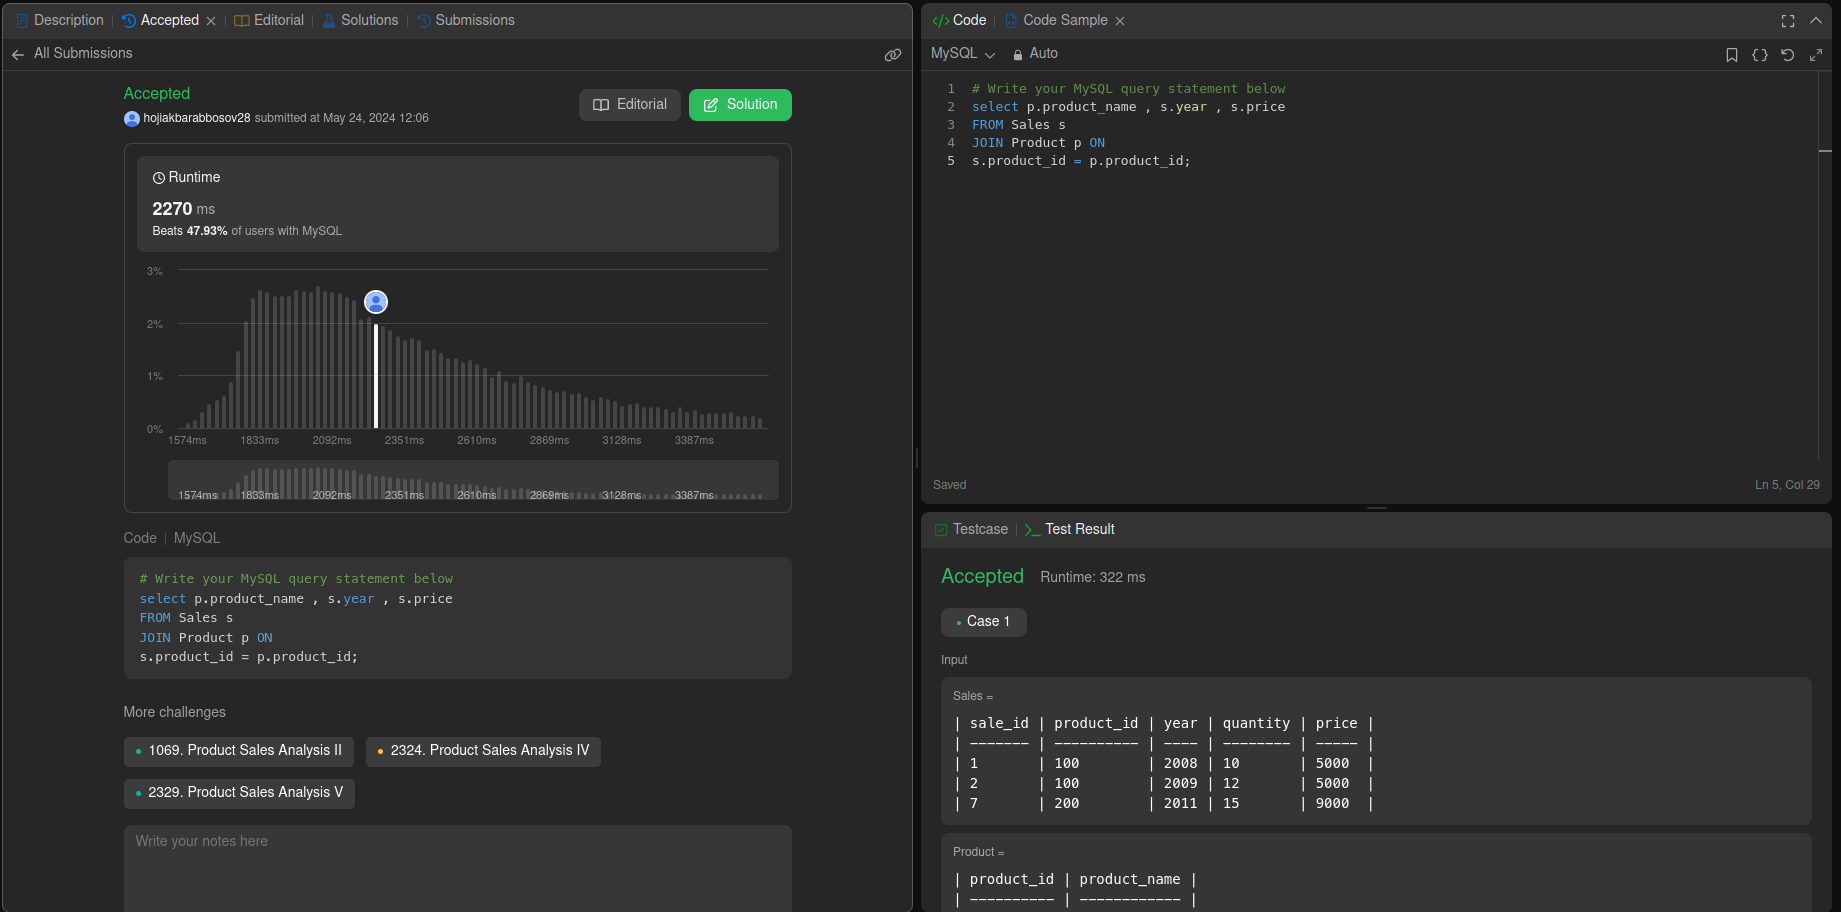 Description | Accepted × | Editorial | Solutions | Submissions
All Submissions
Accepted
hojiakbarabbosov28 submitted at May 24, 2024 12:06
Editorial
Solution
Runtime
2270 ms
Beats 47.93% of users with MySQL
3%
2%
1%
0%
1574ms 1833ms 2092ms 2351ms 2610ms 2869ms 3128ms 3387ms
1574ms 1833ms 2092ms 2351ms 2610ms 2869ms 3128ms 3387ms
Code | MySQL
# Write your MySQL query statement below
select p.product_name , s.year , s.price
FROM Sales s
JOIN Product p ON
s.product_id = p.product_id;
More challenges
1069. Product Sales Analysis II
2324. Product Sales Analysis IV
2329. Product Sales Analysis V
Write your notes here
</> Code | Code Sample ×
MySQL Auto
1 # Write your MySQL query statement below
2 select p.product_name , s.year , s.price
3 FROM Sales s
4 JOIN Product p ON
5 s.product_id = p.product_id;
Saved
Ln 5, Col 29
Testcase | >_ Test Result
Accepted Runtime: 322 ms
Case 1
Input
Sales =
| sale_id | product_id | year | quantity | price |
| ------- | ---------- | ---- | -------- | ----- |
| 1 | 100 | 2008 | 10 | 5000 |
| 2 | 100 | 2009 | 12 | 5000 |
| 7 | 200 | 2011 | 15 | 9000 |
Product =
| product_id | product_name |
| ---------- | ------------ |